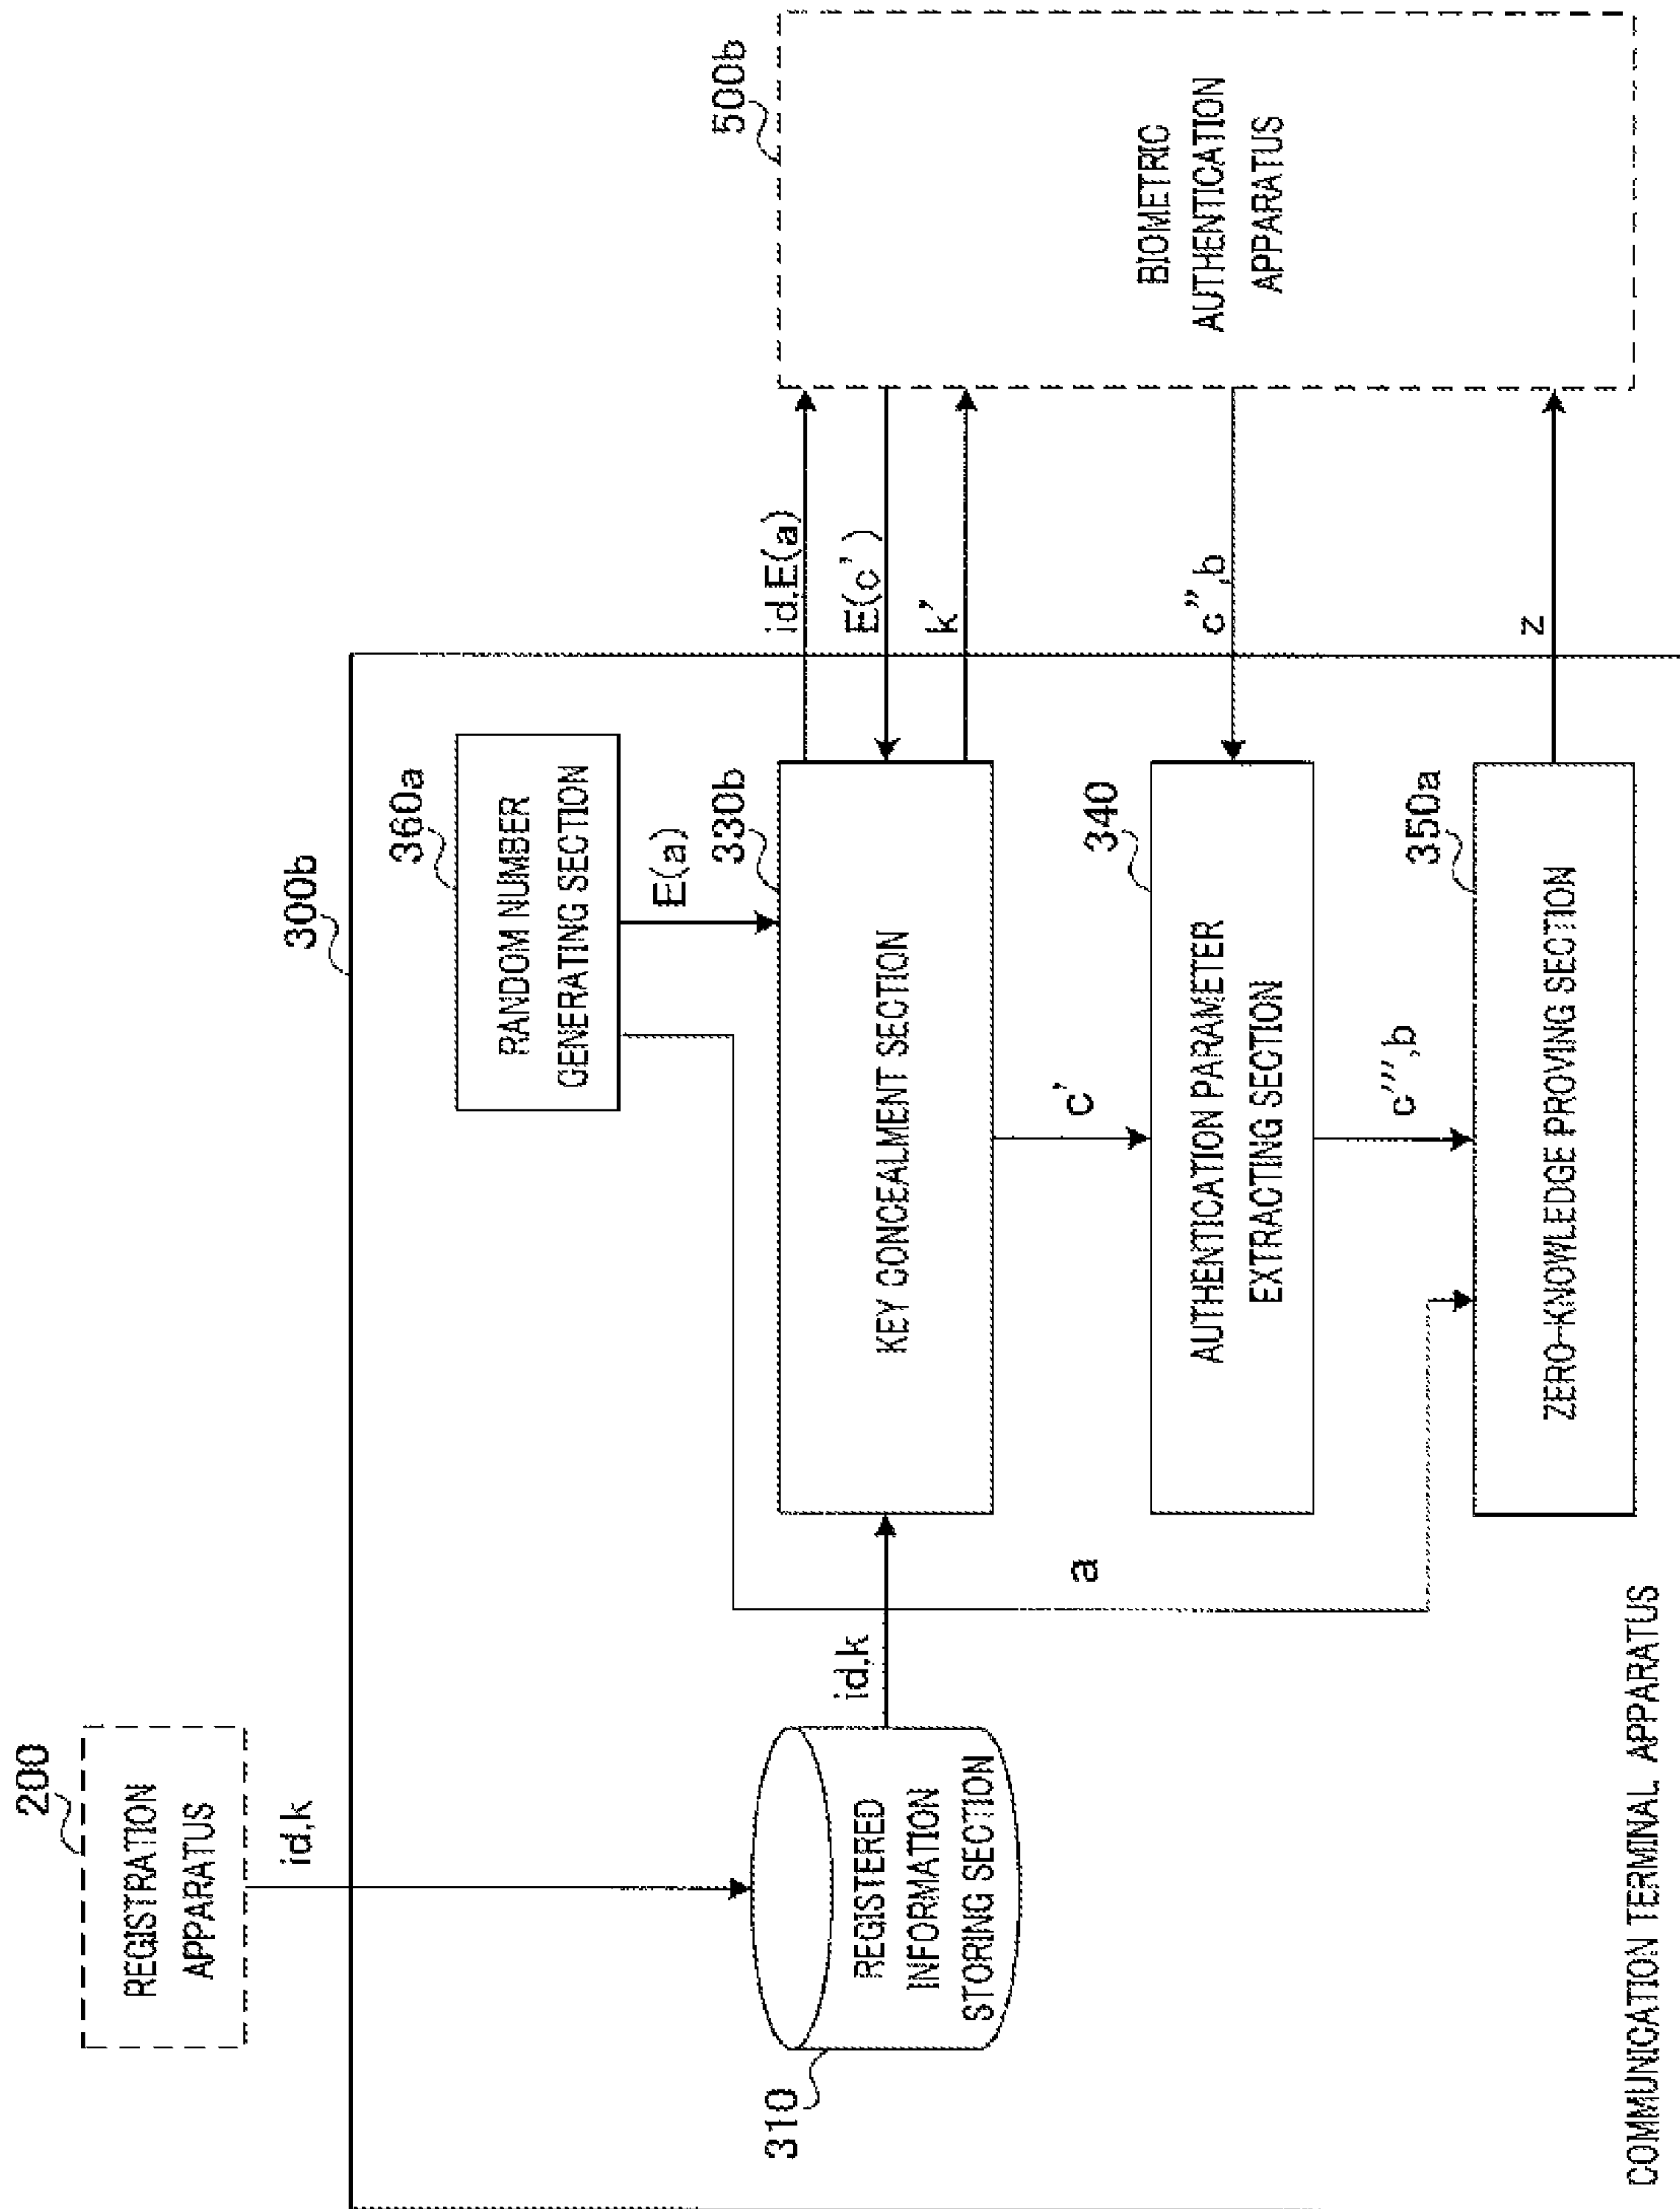 200
REGISTRATION
APPARATUS
id,k
300b
310
REGISTERED
INFORMATION
STORING SECTION
id,k
360a
RANDOM NUMBER
GENERATING SECTION
E(a)
a
330b
KEY CONCEALMENT SECTION
c'
340
AUTHENTICATION PARAMETER
EXTRACTING SECTION
c''',b
350a
ZERO-KNOWLEDGE PROVING SECTION
id,E(a)
E(c')
k'
c'',b
z
500b
BIOMETRIC
AUTHENTICATION
APPARATUS
COMMUNICATION TERMINAL APPARATUS